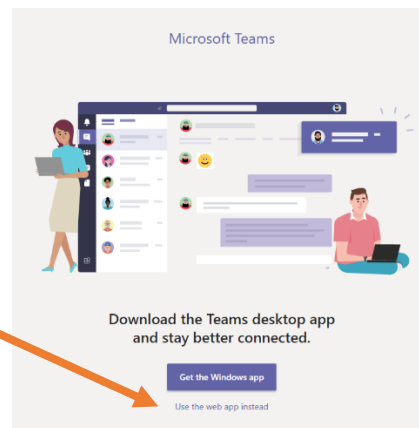 Microsoft Teams
Download the Teams desktop app
and stay better connected.
Get the Windows app
Use the web app instead